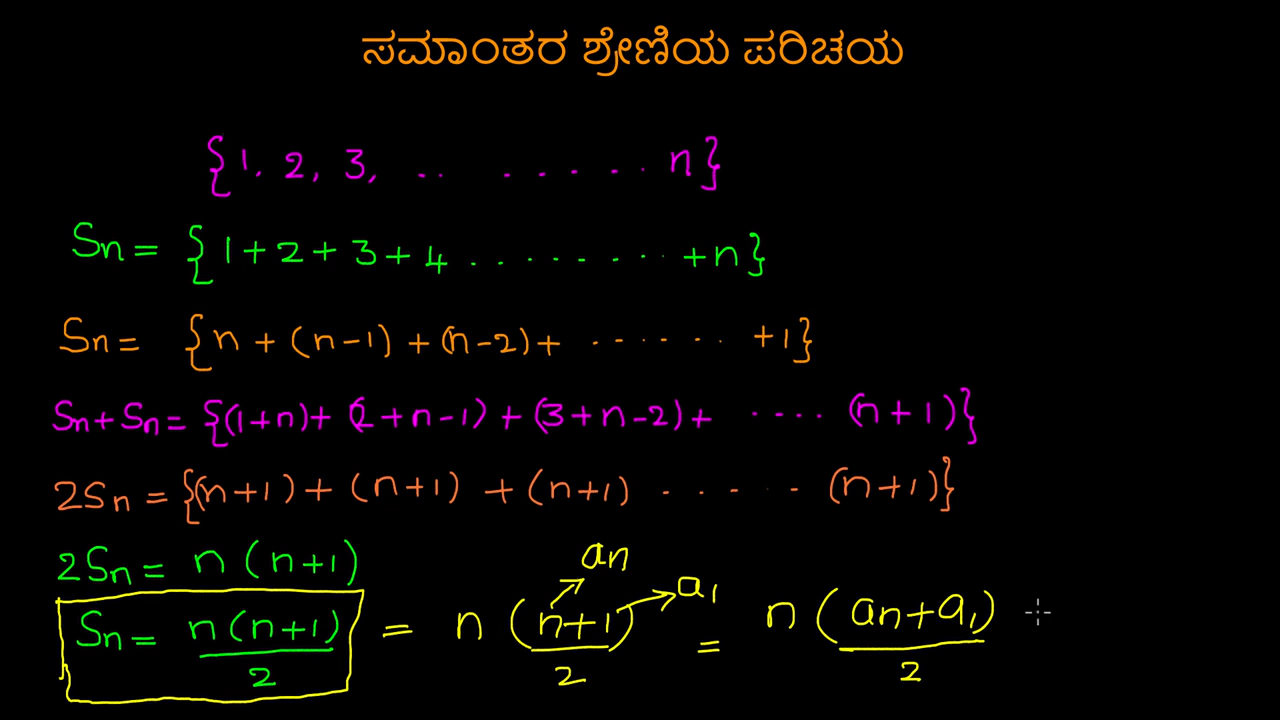 ಸಮಾಂತರ ಶ್ರೇಣಿಯ ಪರಿಚಯ
{1, 2, 3, .. ...... n}
Sn = {1+2+3+4 ......... +n}
Sn = {n + (n-1) + (n-2) + ...... +1}
Sn + Sn = {(1+n) + (2+n-1) + (3+n-2) + .... (n+1)}
2Sn = {(n+1) + (n+1) + (n+1) ..... (n+1)}
2Sn = n (n+1)
an
a1
Sn = n(n+1)/2 = n (n+1)/2 = n (an+a1)/2